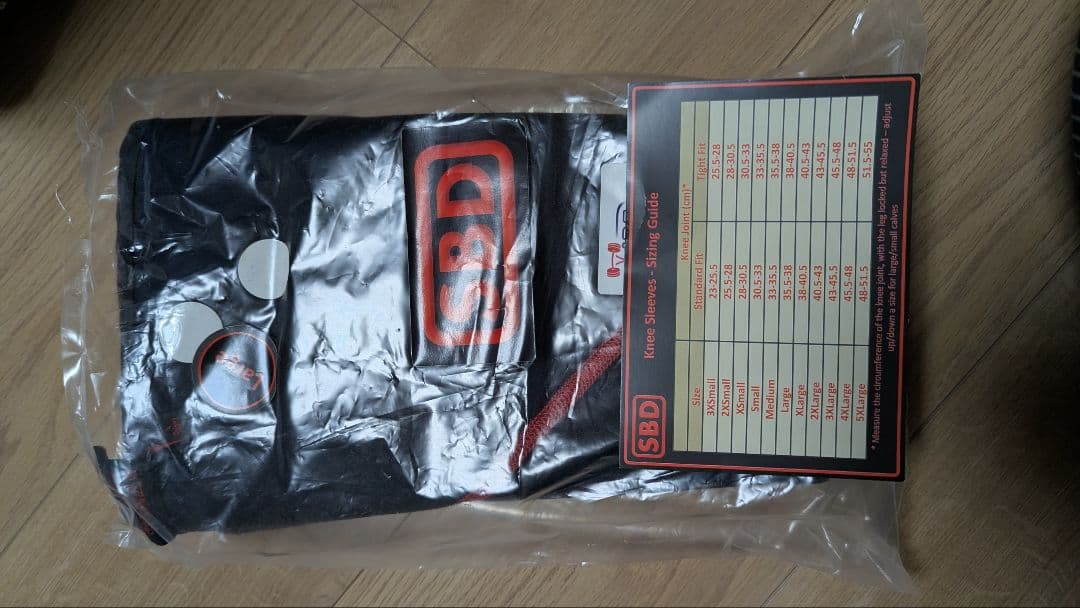 Large
SBD
SBD
Knee Sleeves - Sizing Guide
Knee Joint (cm)*
Size Standard Fit Tight Fit
3XSmall 23-25.5 25.5-28
2XSmall 25.5-28 28-30.5
XSmall 28-30.5 30.5-33
Small 30.5-33 33-35.5
Medium 33-35.5 35.5-38
Large 35.5-38 38-40.5
XLarge 38-40.5 40.5-43
2XLarge 40.5-43 43-45.5
3XLarge 43-45.5 45.5-48
4XLarge 45.5-48 48-51.5
5XLarge 48-51.5 51.5-55
* Measure the circumference of the knee joint, with the leg locked but relaxed – adjust
up/down a size for large/small calves